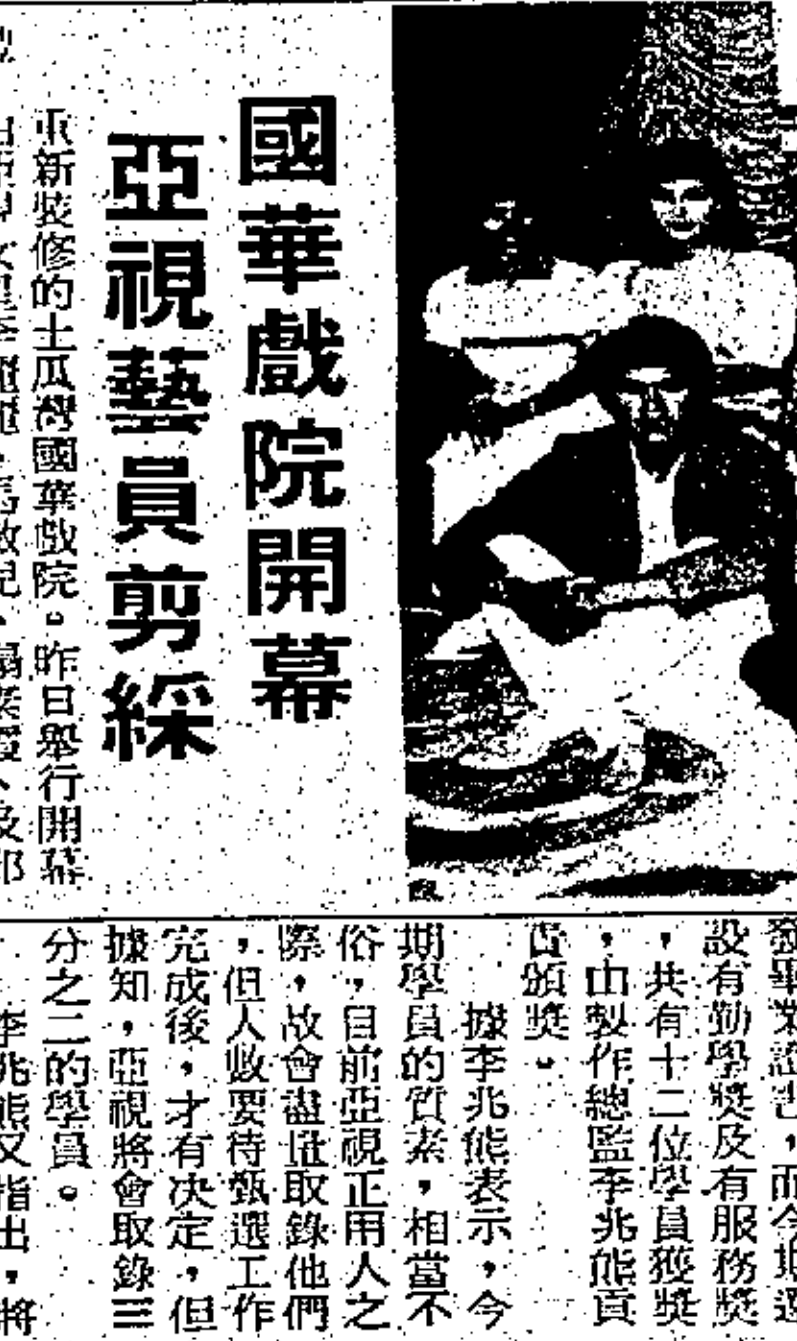 國華戲院開幕
亞視藝員剪綵
重新裝修的土瓜灣國華戲院。昨日舉行開幕
發畢業證書,而今期還
設有勤學獎及有服務獎
,共有十二位學員獲獎
,由製作總監李兆熊負
責頒獎。
據李兆熊表示,今
期學員的質素,相當不
俗,目前亞視正用人之
際,故會盡量取錄他們
,但人數要待甄選工作
完成後,才有决定,但
據知,亞視將會取錄三
分之二的學員。
李兆熊又指出,將